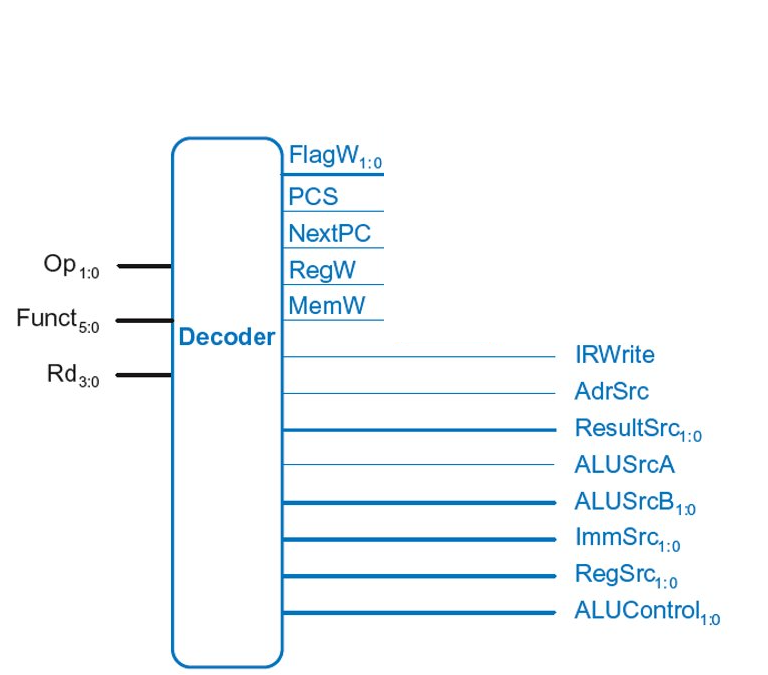 FlagW1:0
PCS
NextPC
Op1:0
RegW
Funct5:0
MemW
Decoder
Rd3:0
IRWrite
AdrSrc
ResultSrc1:0
ALUSrcA
ALUSrcB1:0
ImmSrc1:0
RegSrc1:0
ALUControl1:0